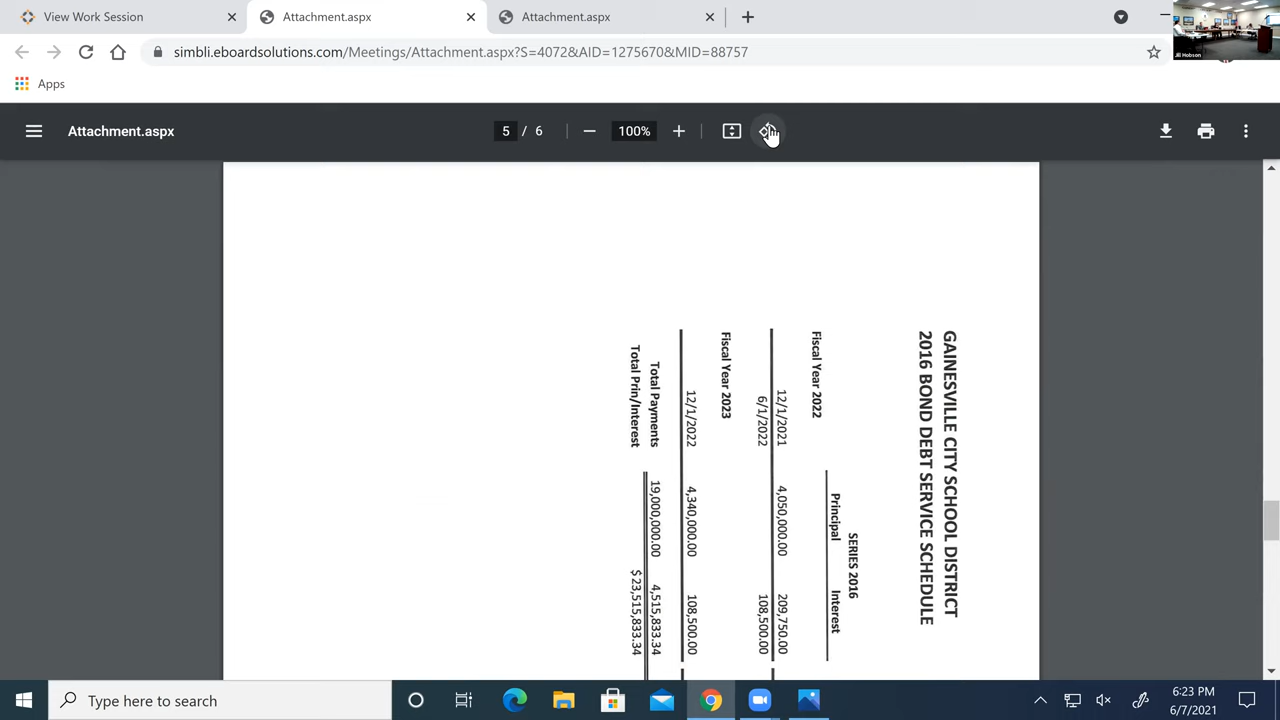 View Work Session
Attachment.aspx
Attachment.aspx
simbli.eboardsolutions.com/Meetings/Attachment.aspx?S=4072&AID=1275670&MID=88757
Jill Hobson
Apps
Attachment.aspx
5 / 6
100%
GAINESVILLE CITY SCHOOL DISTRICT
2016 BOND DEBT SERVICE SCHEDULE
SERIES 2016
Principal Interest
Fiscal Year 2022
12/1/2021 4,050,000.00 209,750.00
6/1/2022 108,500.00
Fiscal Year 2023
12/1/2022 4,340,000.00 108,500.00
Total Payments 19,000,000.00 4,515,833.34
Total Prin/Interest $ 23,515,833.34
Type here to search
6:23 PM
6/7/2021